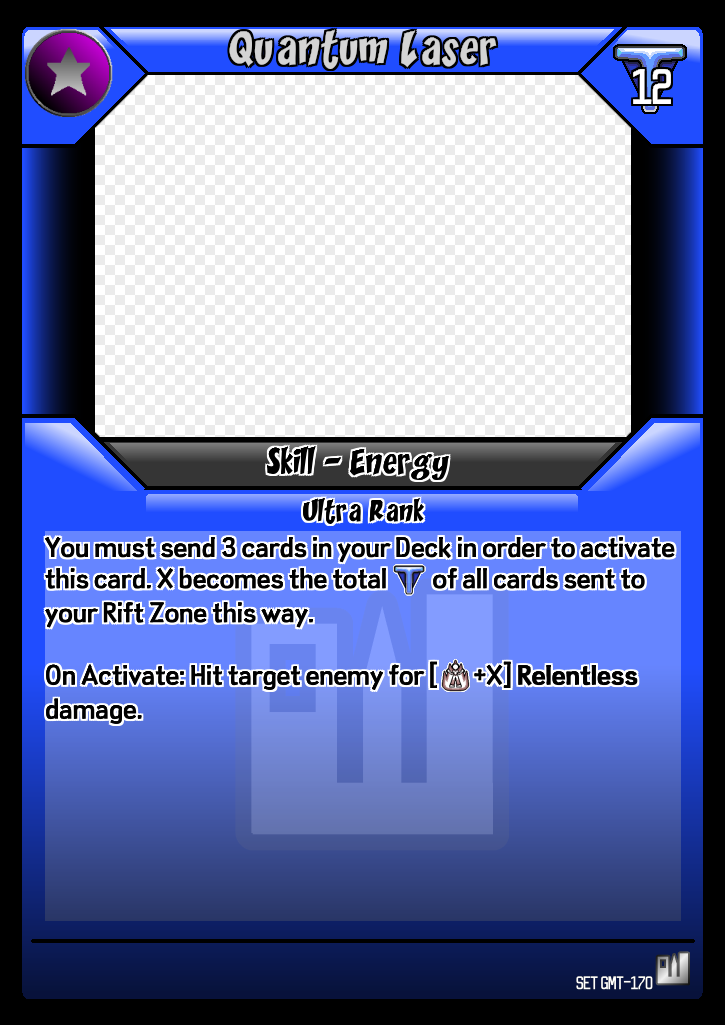 Quantum Laser
12
Skill - Energy
Ultra Rank
You must send 3 cards in your Deck in order to activate
this card. X becomes the total of all cards sent to
your Rift Zone this way.
On Activate: Hit target enemy for [ +X] Relentless
damage.
SET GMT-170